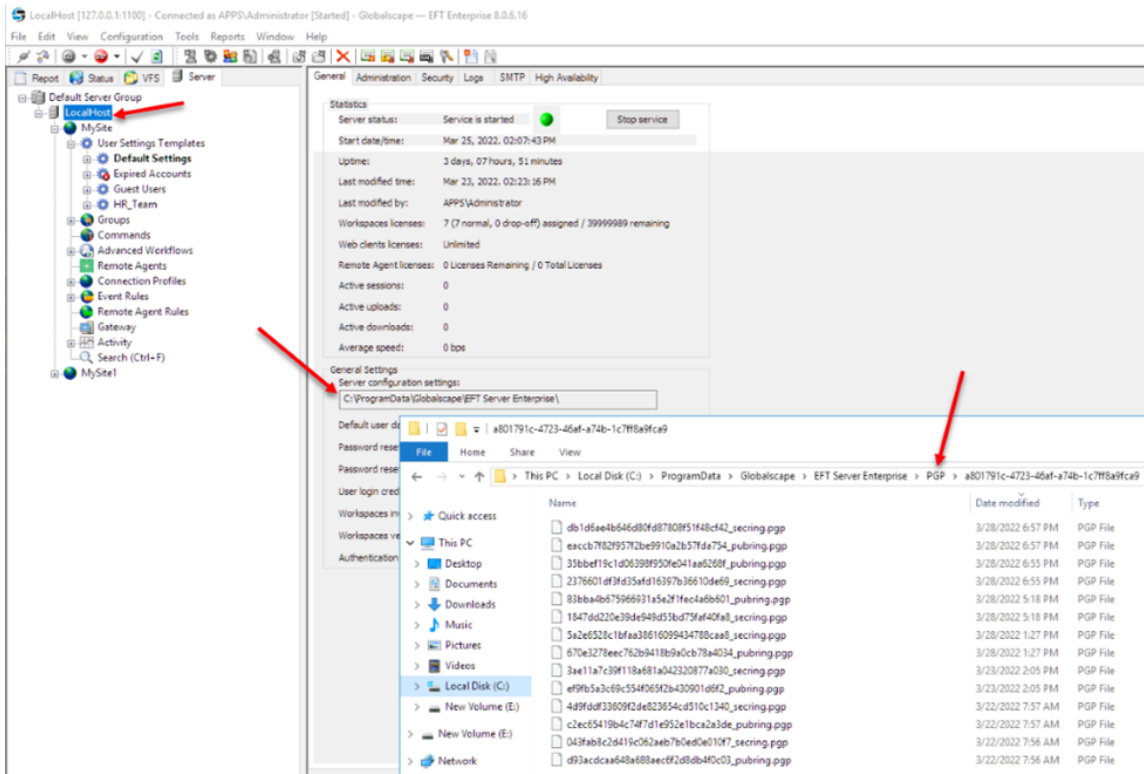 LocalHost [127.0.0.1:1100] - Connected as APPS\Administrator [Started] - Globalscape — EFT Enterprise 8.0.6.16
File Edit View Configuration Tools Reports Window Help
Report Status VFS Server
Default Server Group
LocalHost
MySite
User Settings Templates
Default Settings
Expired Accounts
Guest Users
HR_Team
Groups
Commands
Advanced Workflows
Remote Agents
Connection Profiles
Event Rules
Remote Agent Rules
Gateway
Activity
Search (Ctrl+F)
MySite1
General Administration Security Logs SMTP High Availability
Statistics
Server status: Service is started Stop service
Start date/time: Mar 25, 2022. 02:07:43 PM
Uptime: 3 days, 07 hours, 51 minutes
Last modified time: Mar 23, 2022. 02:23:16 PM
Last modified by: APPS\Administrator
Workspaces licenses: 7 (7 normal, 0 drop-off) assigned / 39999989 remaining
Web clients licenses: Unlimited
Remote Agent licenses: 0 Licenses Remaining / 0 Total Licenses
Active sessions: 0
Active uploads: 0
Active downloads: 0
Average speed: 0 bps
General Settings
Server configuration settings:
C:\ProgramData\Globalscape\EFT Server Enterprise\
Default user da
Password rese
Password rese
User login cred
Workspaces in
Workspaces ve
Authentication
a801791c-4723-46af-a74b-1c7ff8a9fca9
File Home Share View
This PC > Local Disk (C:) > ProgramData > Globalscape > EFT Server Enterprise > PGP > a801791c-4723-46af-a74b-1c7ff8a9fca9
Quick access
This PC
Desktop
Documents
Downloads
Music
Pictures
Videos
Local Disk (C:)
New Volume (E:)
New Volume (E:)
Network
Name Date modified Type
db1d6ae4b646d80fd87808f51f48cf42_secring.pgp 3/28/2022 6:57 PM PGP File
eaccb7f82f957f2be9910a2b57fda754_pubring.pgp 3/28/2022 6:57 PM PGP File
35bbef19c1d06398f950fe041aa6268f_pubring.pgp 3/28/2022 6:55 PM PGP File
2376601df3fd35afd16397b36610de69_secring.pgp 3/28/2022 6:55 PM PGP File
83bba4b675966931a5e2f1fec4a6b601_pubring.pgp 3/28/2022 5:18 PM PGP File
1847dd220e39de949d55bd75faf40fa8_secring.pgp 3/28/2022 5:18 PM PGP File
5a2e6528c1bfaa38616099434788caa8_secring.pgp 3/28/2022 1:27 PM PGP File
670e3278eec762b9418b9a0cb78a4034_pubring.pgp 3/28/2022 1:27 PM PGP File
3ae11a7c39f118a681a042320877a030_secring.pgp 3/23/2022 2:05 PM PGP File
ef9fb5a3c69c554f065f2b430901d6f2_pubring.pgp 3/23/2022 2:05 PM PGP File
4d9fddf33609f2de823654cd510c1340_secring.pgp 3/22/2022 7:57 AM PGP File
c2ec65419b4c74f7d1e952e1bca2a3de_pubring.pgp 3/22/2022 7:57 AM PGP File
043fab8c2d419c062aeb7b0ed0e010f7_secring.pgp 3/22/2022 7:56 AM PGP File
d93acdcaa648a688aec6f2d8db4f0c03_pubring.pgp 3/22/2022 7:56 AM PGP File